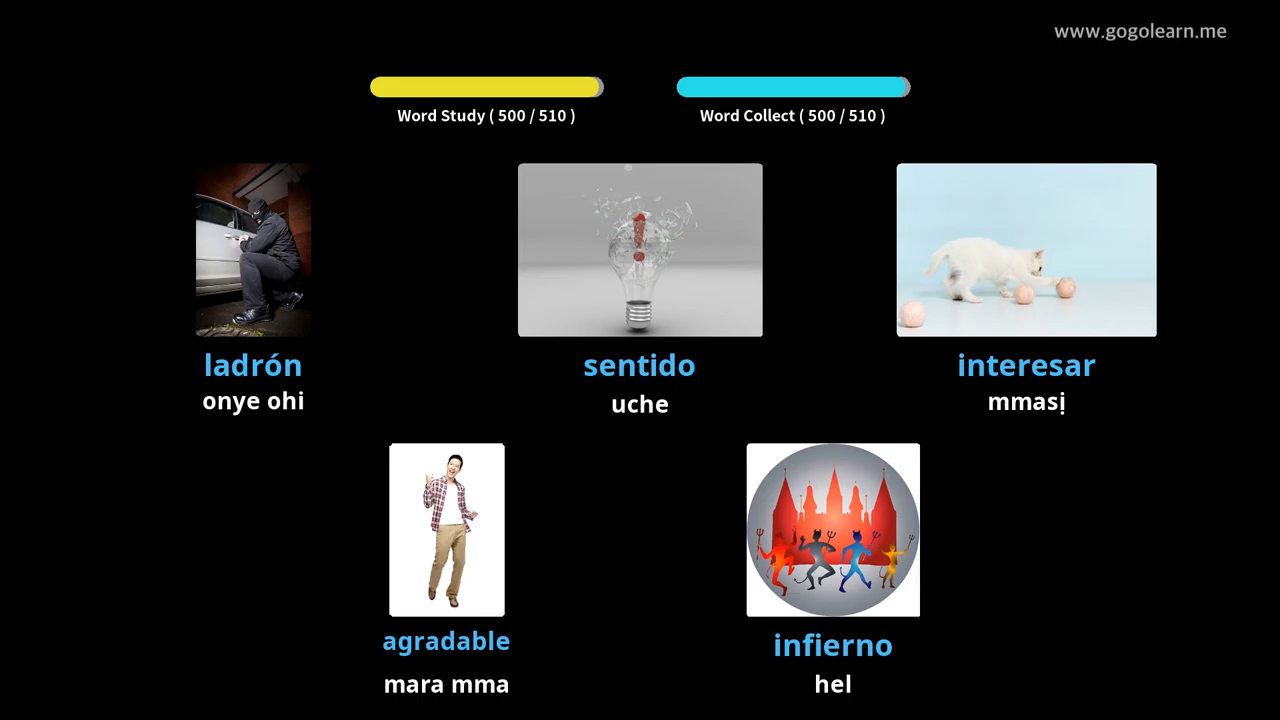 www.gogolearn.me
Word Study ( 500 / 510 )
Word Collect ( 500 / 510 )
ladrón
onye ohi
sentido
uche
interesar
mmasị
agradable
mara mma
infierno
hel